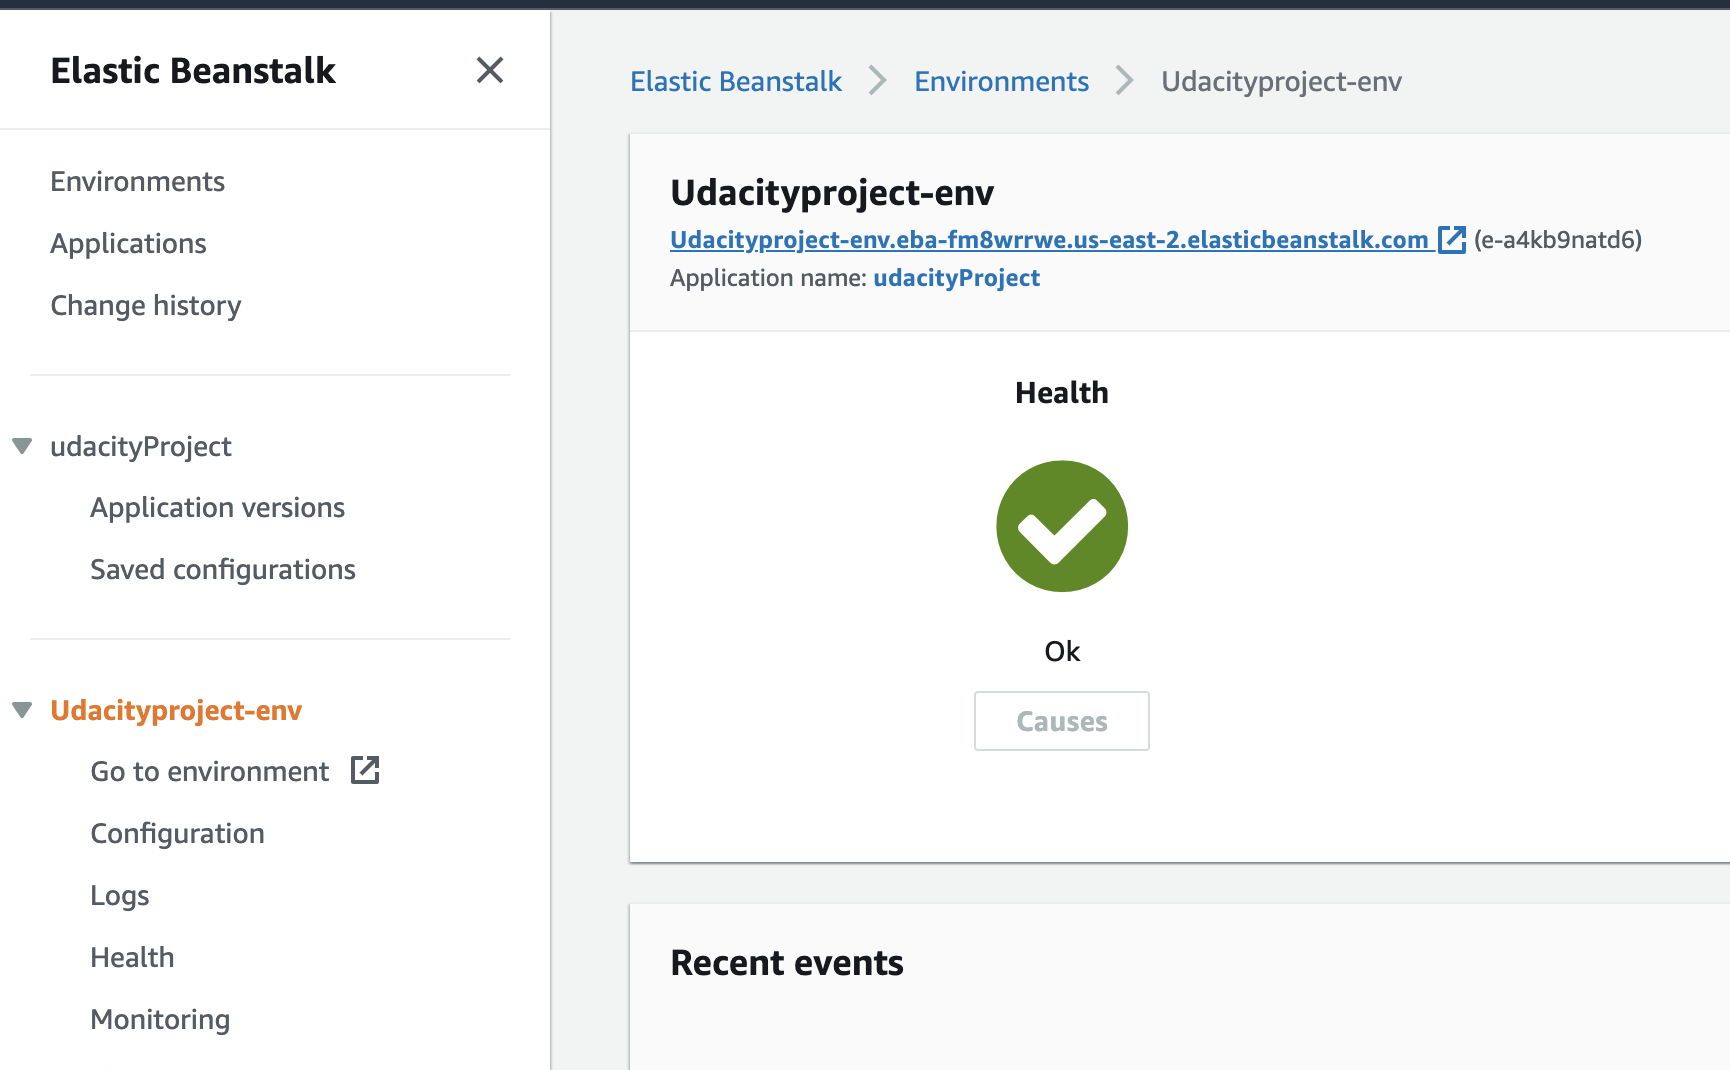 Elastic Beanstalk
Environments
Applications
Change history
udacityProject
Application versions
Saved configurations
Udacityproject-env
Go to environment
Configuration
Logs
Health
Monitoring
Elastic Beanstalk > Environments > Udacityproject-env
Udacityproject-env
Udacityproject-env.eba-fm8wrrwe.us-east-2.elasticbeanstalk.com (e-a4kb9natd6)
Application name: udacityProject
Health
Ok
Causes
Recent events